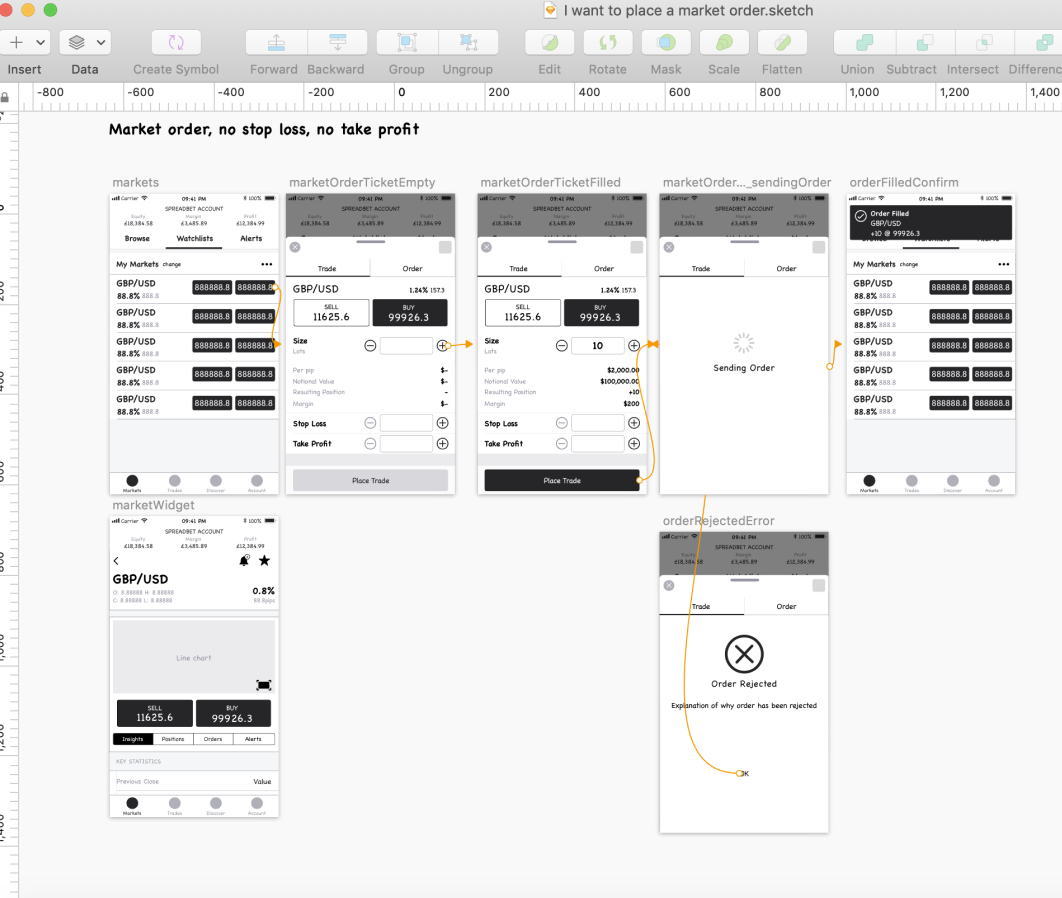 I want to place a market order.sketch
Insert Data Create Symbol Forward Backward Group Ungroup Edit Rotate Mask Scale Flatten Union Subtract Intersect
-800 -600 -400 -200 0 200 400 600 800 1,000 1,200 1,400
Market order, no stop loss, no take profit
markets
Carrier 09:41 PM 100%
SPREADBET ACCOUNT
Equity Margin Profit
£18,384.58 £3,485.89 £12,384.99
Browse Watchlists Alerts
My Markets change
GBP/USD 888888.8 888888.8
88.8% 888.8
GBP/USD 888888.8 888888.8
88.8% 888.8
GBP/USD 888888.8 888888.8
88.8% 888.8
GBP/USD 888888.8 888888.8
88.8% 888.8
GBP/USD 888888.8 888888.8
88.8% 888.8
Markets Trades Discover Account
marketOrderTicketEmpty
Carrier 09:41 PM 100%
SPREADBET ACCOUNT
Equity Margin Profit
£18,384.58 £3,485.89 £12,384.99
Trade Order
GBP/USD 1.24% 157.3
SELL BUY
11625.6 99926.3
Size
Lots
Per pip $-
Notional Value $-
Resulting Position -
Margin $-
Stop Loss
Take Profit
Place Trade
marketOrderTicketFilled
Carrier 09:41 PM 100%
SPREADBET ACCOUNT
Equity Margin Profit
£18,384.58 £3,485.89 £12,384.99
Trade Order
GBP/USD 1.24% 157.3
SELL BUY
11625.6 99926.3
Size 10
Lots
Per pip $2,000.00
Notional Value $100,000.00
Resulting Position +10
Margin $200
Stop Loss
Take Profit
Place Trade
marketOrder..._sendingOrder
Carrier 09:41 PM 100%
SPREADBET ACCOUNT
Equity Margin Profit
£18,384.58 £3,485.89 £12,384.99
Trade Order
Sending Order
orderFilledConfirm
Carrier 09:41 PM 100%
Order Filled
GBP/USD
+10 @ 99926.3
My Markets change
GBP/USD 888888.8 888888.8
88.8% 888.8
GBP/USD 888888.8 888888.8
88.8% 888.8
GBP/USD 888888.8 888888.8
88.8% 888.8
GBP/USD 888888.8 888888.8
88.8% 888.8
GBP/USD 888888.8 888888.8
88.8% 888.8
Markets Trades Discover Account
marketWidget
Carrier 09:41 PM 100%
SPREADBET ACCOUNT
Equity Margin Profit
£18,384.58 £3,485.89 £12,384.99
GBP/USD
O: 8.88888 H: 8.88888 0.8%
C: 8.88888 L: 8.88888 88.8pips
Line chart
SELL BUY
11625.6 99926.3
Insights Positions Orders Alerts
KEY STATISTICS
Previous Close Value
Markets Trades Discover Account
orderRejectedError
Carrier 09:41 PM 100%
SPREADBET ACCOUNT
Equity Margin Profit
£18,384.58 £3,485.89 £12,384.99
Trade Order
Order Rejected
Explanation of why order has been rejected